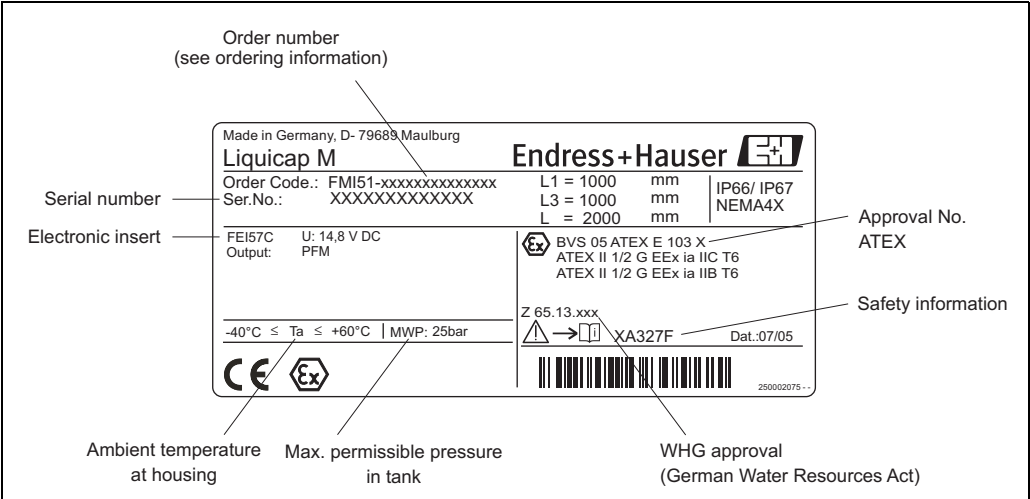 Order number
(see ordering information)
Made in Germany, D- 79689 Maulburg
Liquicap M
Endress+Hauser
Order Code.: FMI51-xxxxxxxxxxxxxx
Ser.No.: XXXXXXXXXXXXX
L1 = 1000 mm
L3 = 1000 mm
L = 2000 mm
IP66/ IP67
NEMA4X
Serial number
Electronic insert
FEI57C U: 14,8 V DC
Output: PFM
Ex BVS 05 ATEX E 103 X
ATEX II 1/2 G EEx ia IIC T6
ATEX II 1/2 G EEx ia IIB T6
Approval No.
ATEX
Z 65.13.xxx
Safety information
-40°C ≤ Ta ≤ +60°C MWP: 25bar
XA327F Dat.:07/05
CE Ex
250002075 - -
Ambient temperature
at housing
Max. permissible pressure
in tank
WHG approval
(German Water Resources Act)